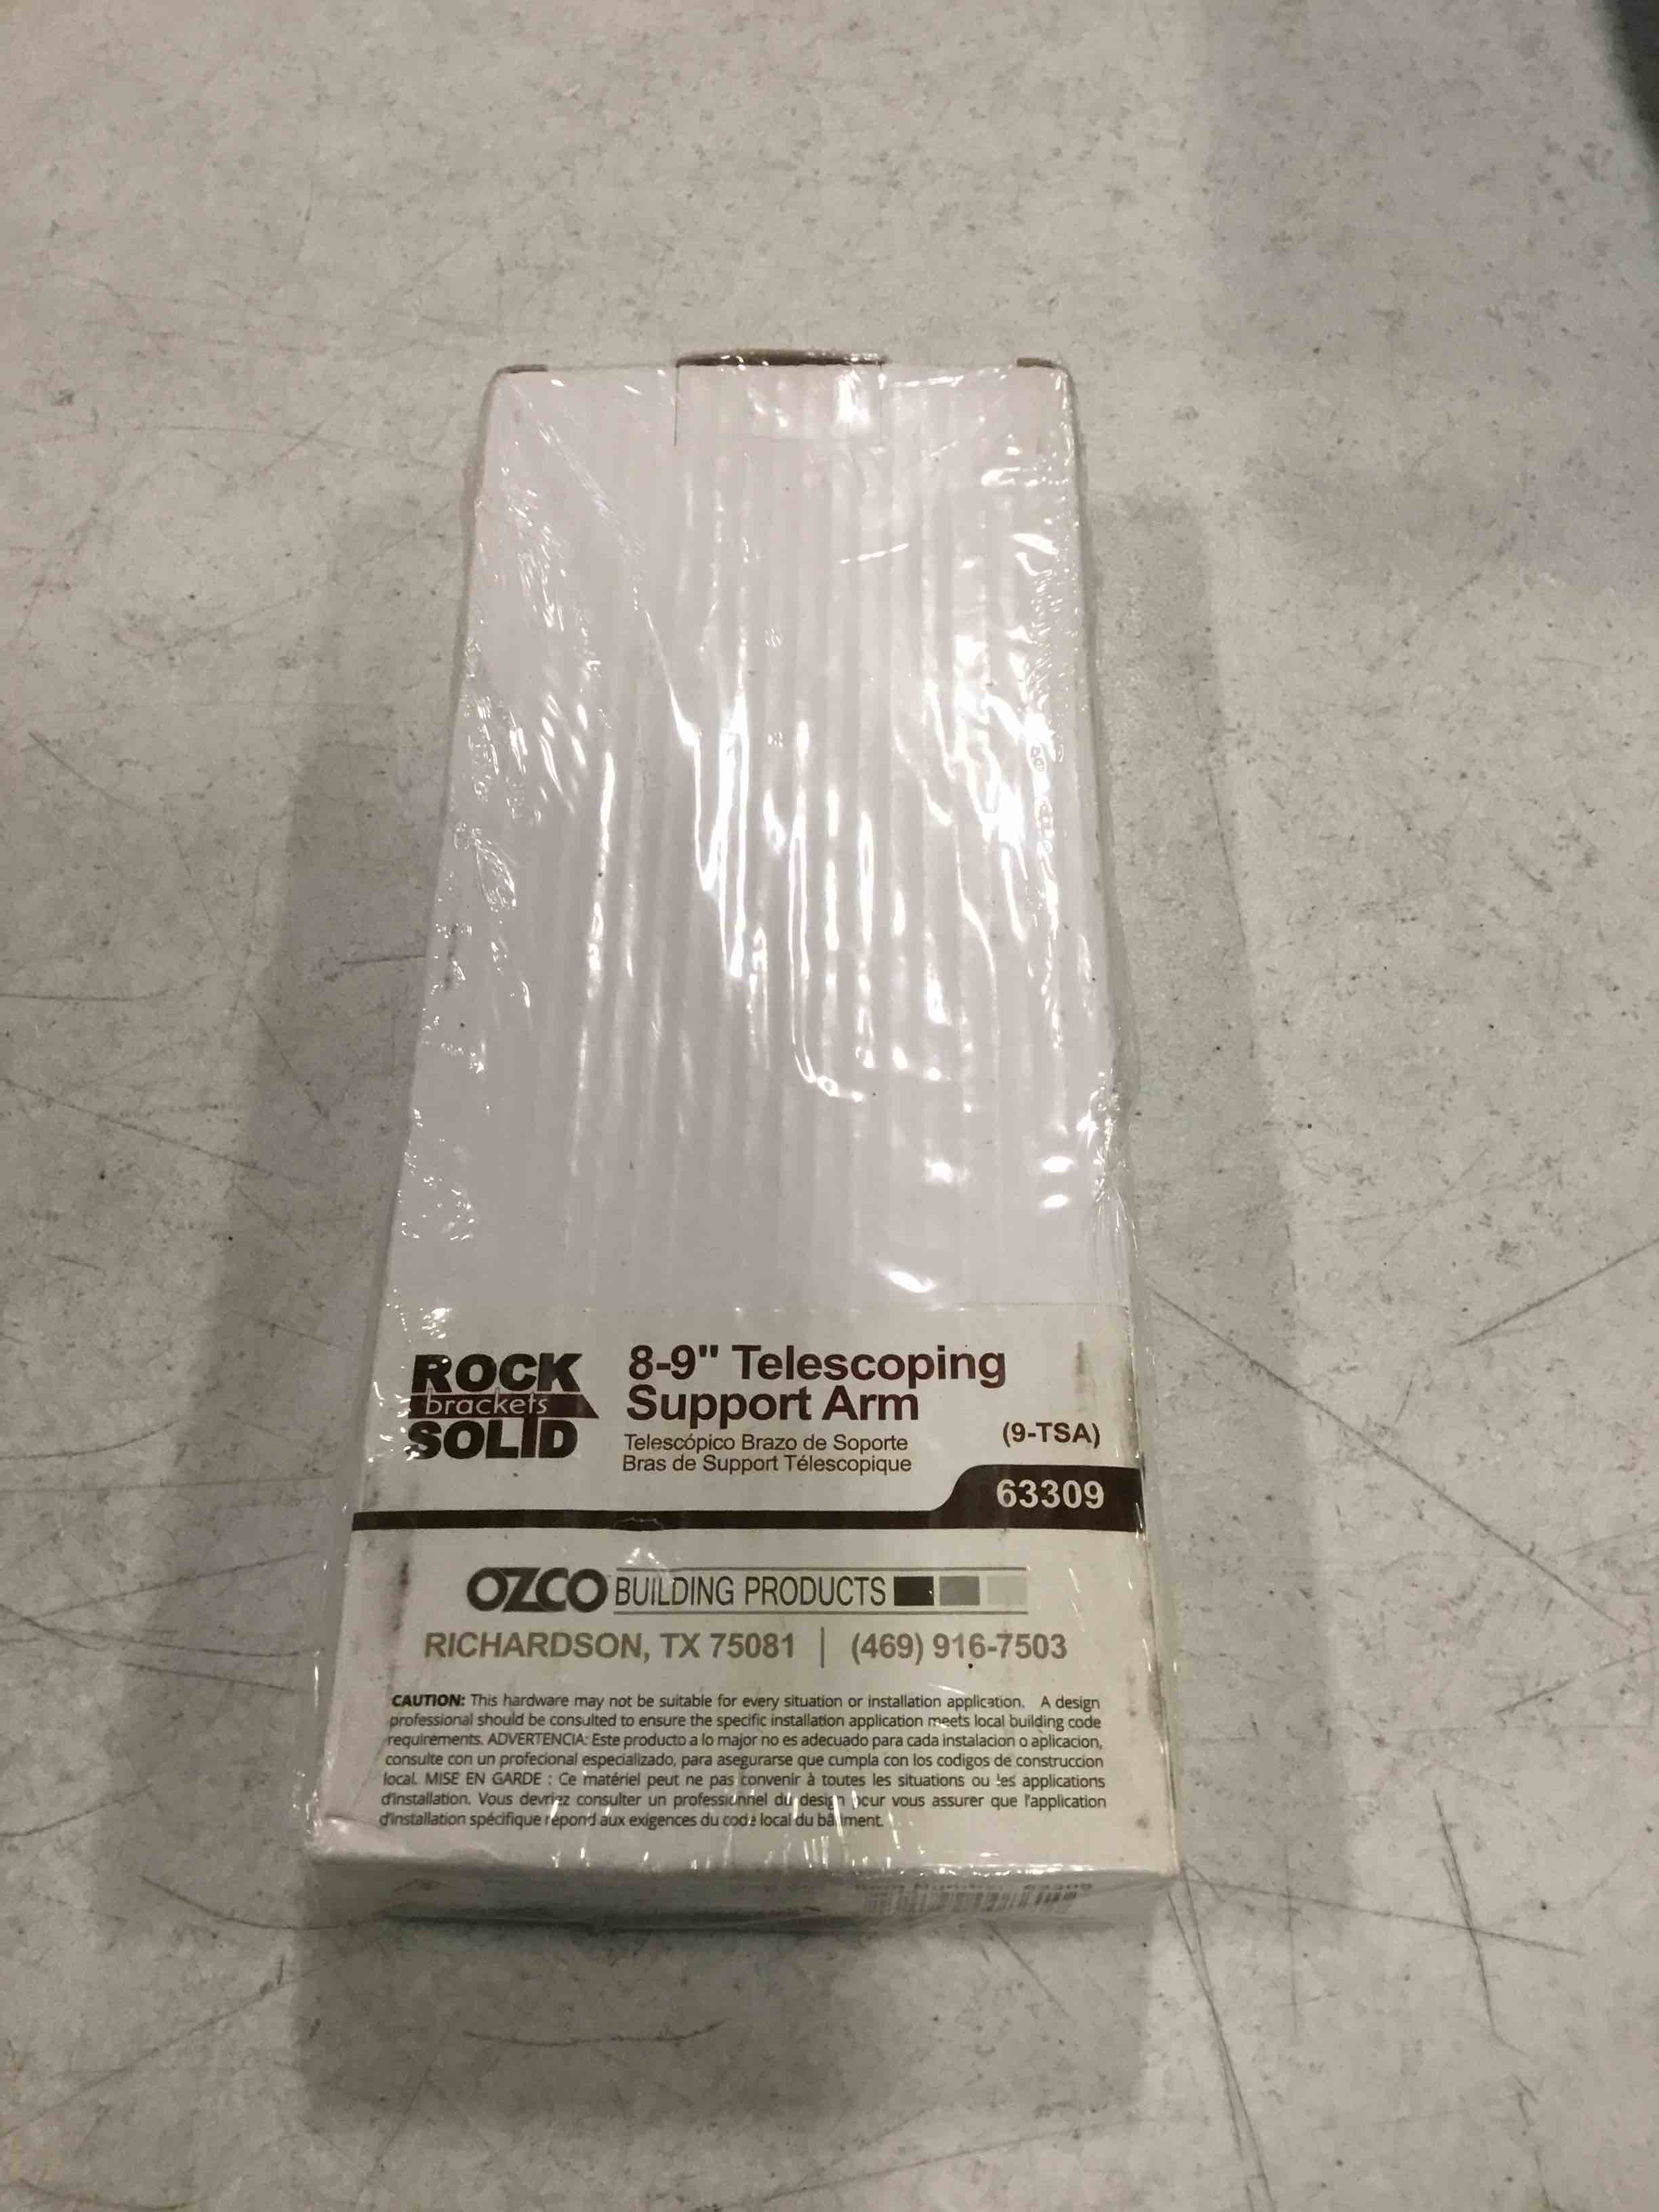 ROCK
brackets
SOLID
8-9" Telescoping
Support Arm
Telescópico Brazo de Soporte
Bras de Support Télescopique
(9-TSA)
63309
OZCO BUILDING PRODUCTS
RICHARDSON, TX 75081 | (469) 916-7503
CAUTION: This hardware may not be suitable for every situation or installation application. A design
professional should be consulted to ensure the specific installation application meets local building code
requirements. ADVERTENCIA: Este producto a lo major no es adecuado para cada instalacion o aplicacion,
consulte con un profecional especializado, para asegurarse que cumpla con los codigos de construccion
local. MISE EN GARDE : Ce matériel peut ne pas convenir à toutes les situations ou les applications
d'installation. Vous devriez consulter un professionnel du design pour vous assurer que l'application
d'installation spécifique répond aux exigences du code local du bâtiment.